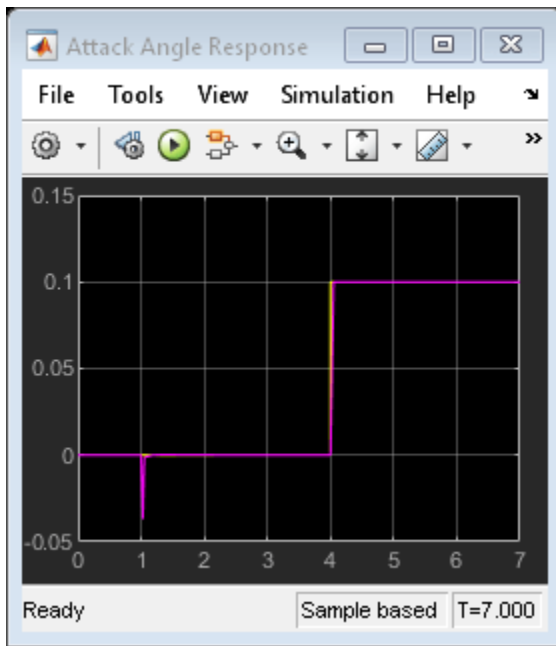 Attack Angle Response
File Tools View Simulation Help
0.15
0.1
0.05
0
-0.05
0 1 2 3 4 5 6 7
Ready Sample based T=7.000